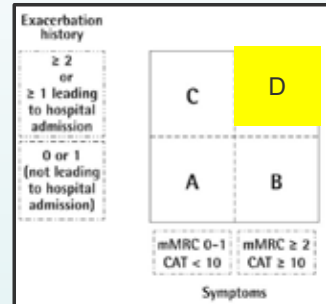 Exacerbation
history
≥ 2
or
≥ 1 leading
to hospital
admission
C
D
0 or 1
(not leading
to hospital
admission)
A
B
mMRC 0–1
CAT < 10
mMRC ≥ 2
CAT ≥ 10
Symptoms